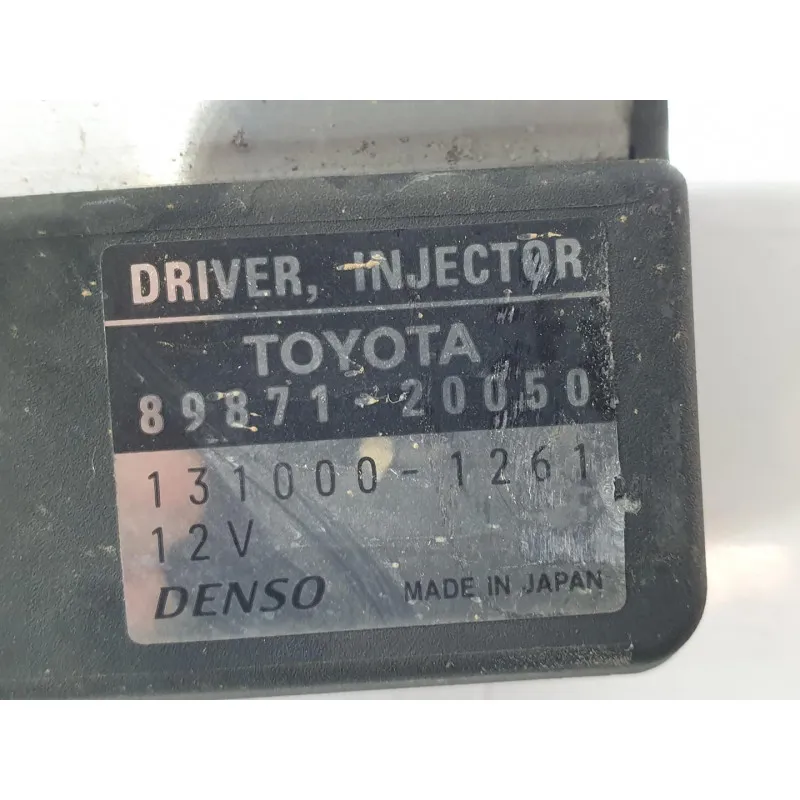 DRIVER, INJECTOR
TOYOTA
89871-20050
131000-1261
12V
DENSO MADE IN JAPAN